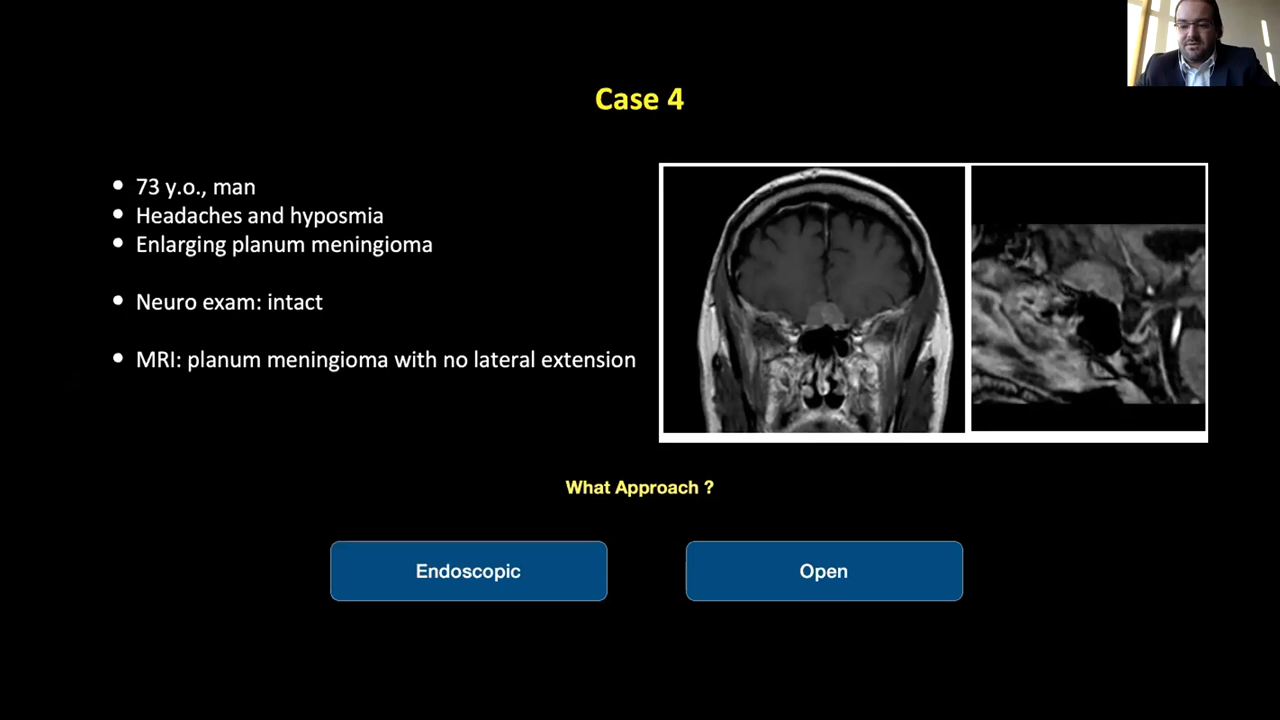 Case 4
73 y.o., man
Headaches and hyposmia
Enlarging planum meningioma
Neuro exam: intact
MRI: planum meningioma with no lateral extension
What Approach ?
Endoscopic
Open